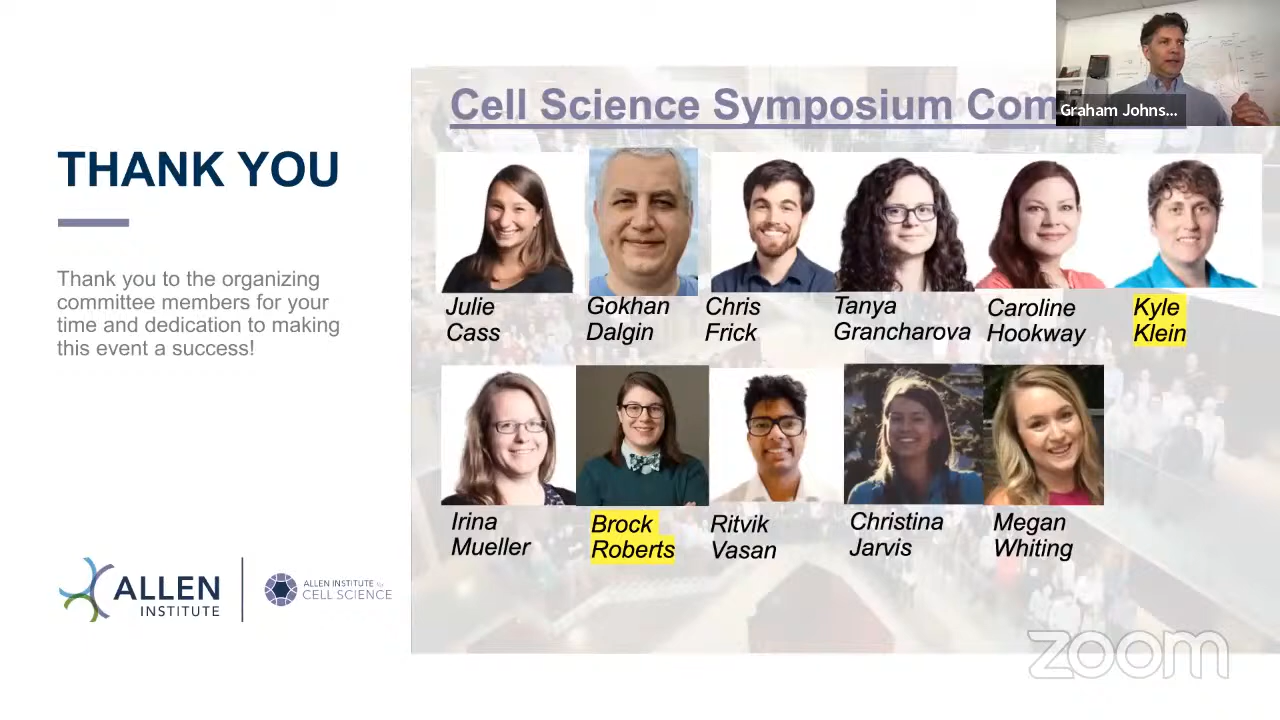 Cell Science Symposium Com
Graham Johns...
THANK YOU
Thank you to the organizing
committee members for your
time and dedication to making
this event a success!
Julie
Cass
Gokhan
Dalgin
Chris
Frick
Tanya
Grancharova
Caroline
Hookway
Kyle
Klein
Irina
Mueller
Brock
Roberts
Ritvik
Vasan
Christina
Jarvis
Megan
Whiting
ALLEN
INSTITUTE
ALLEN INSTITUTE for
CELL SCIENCE
zoom